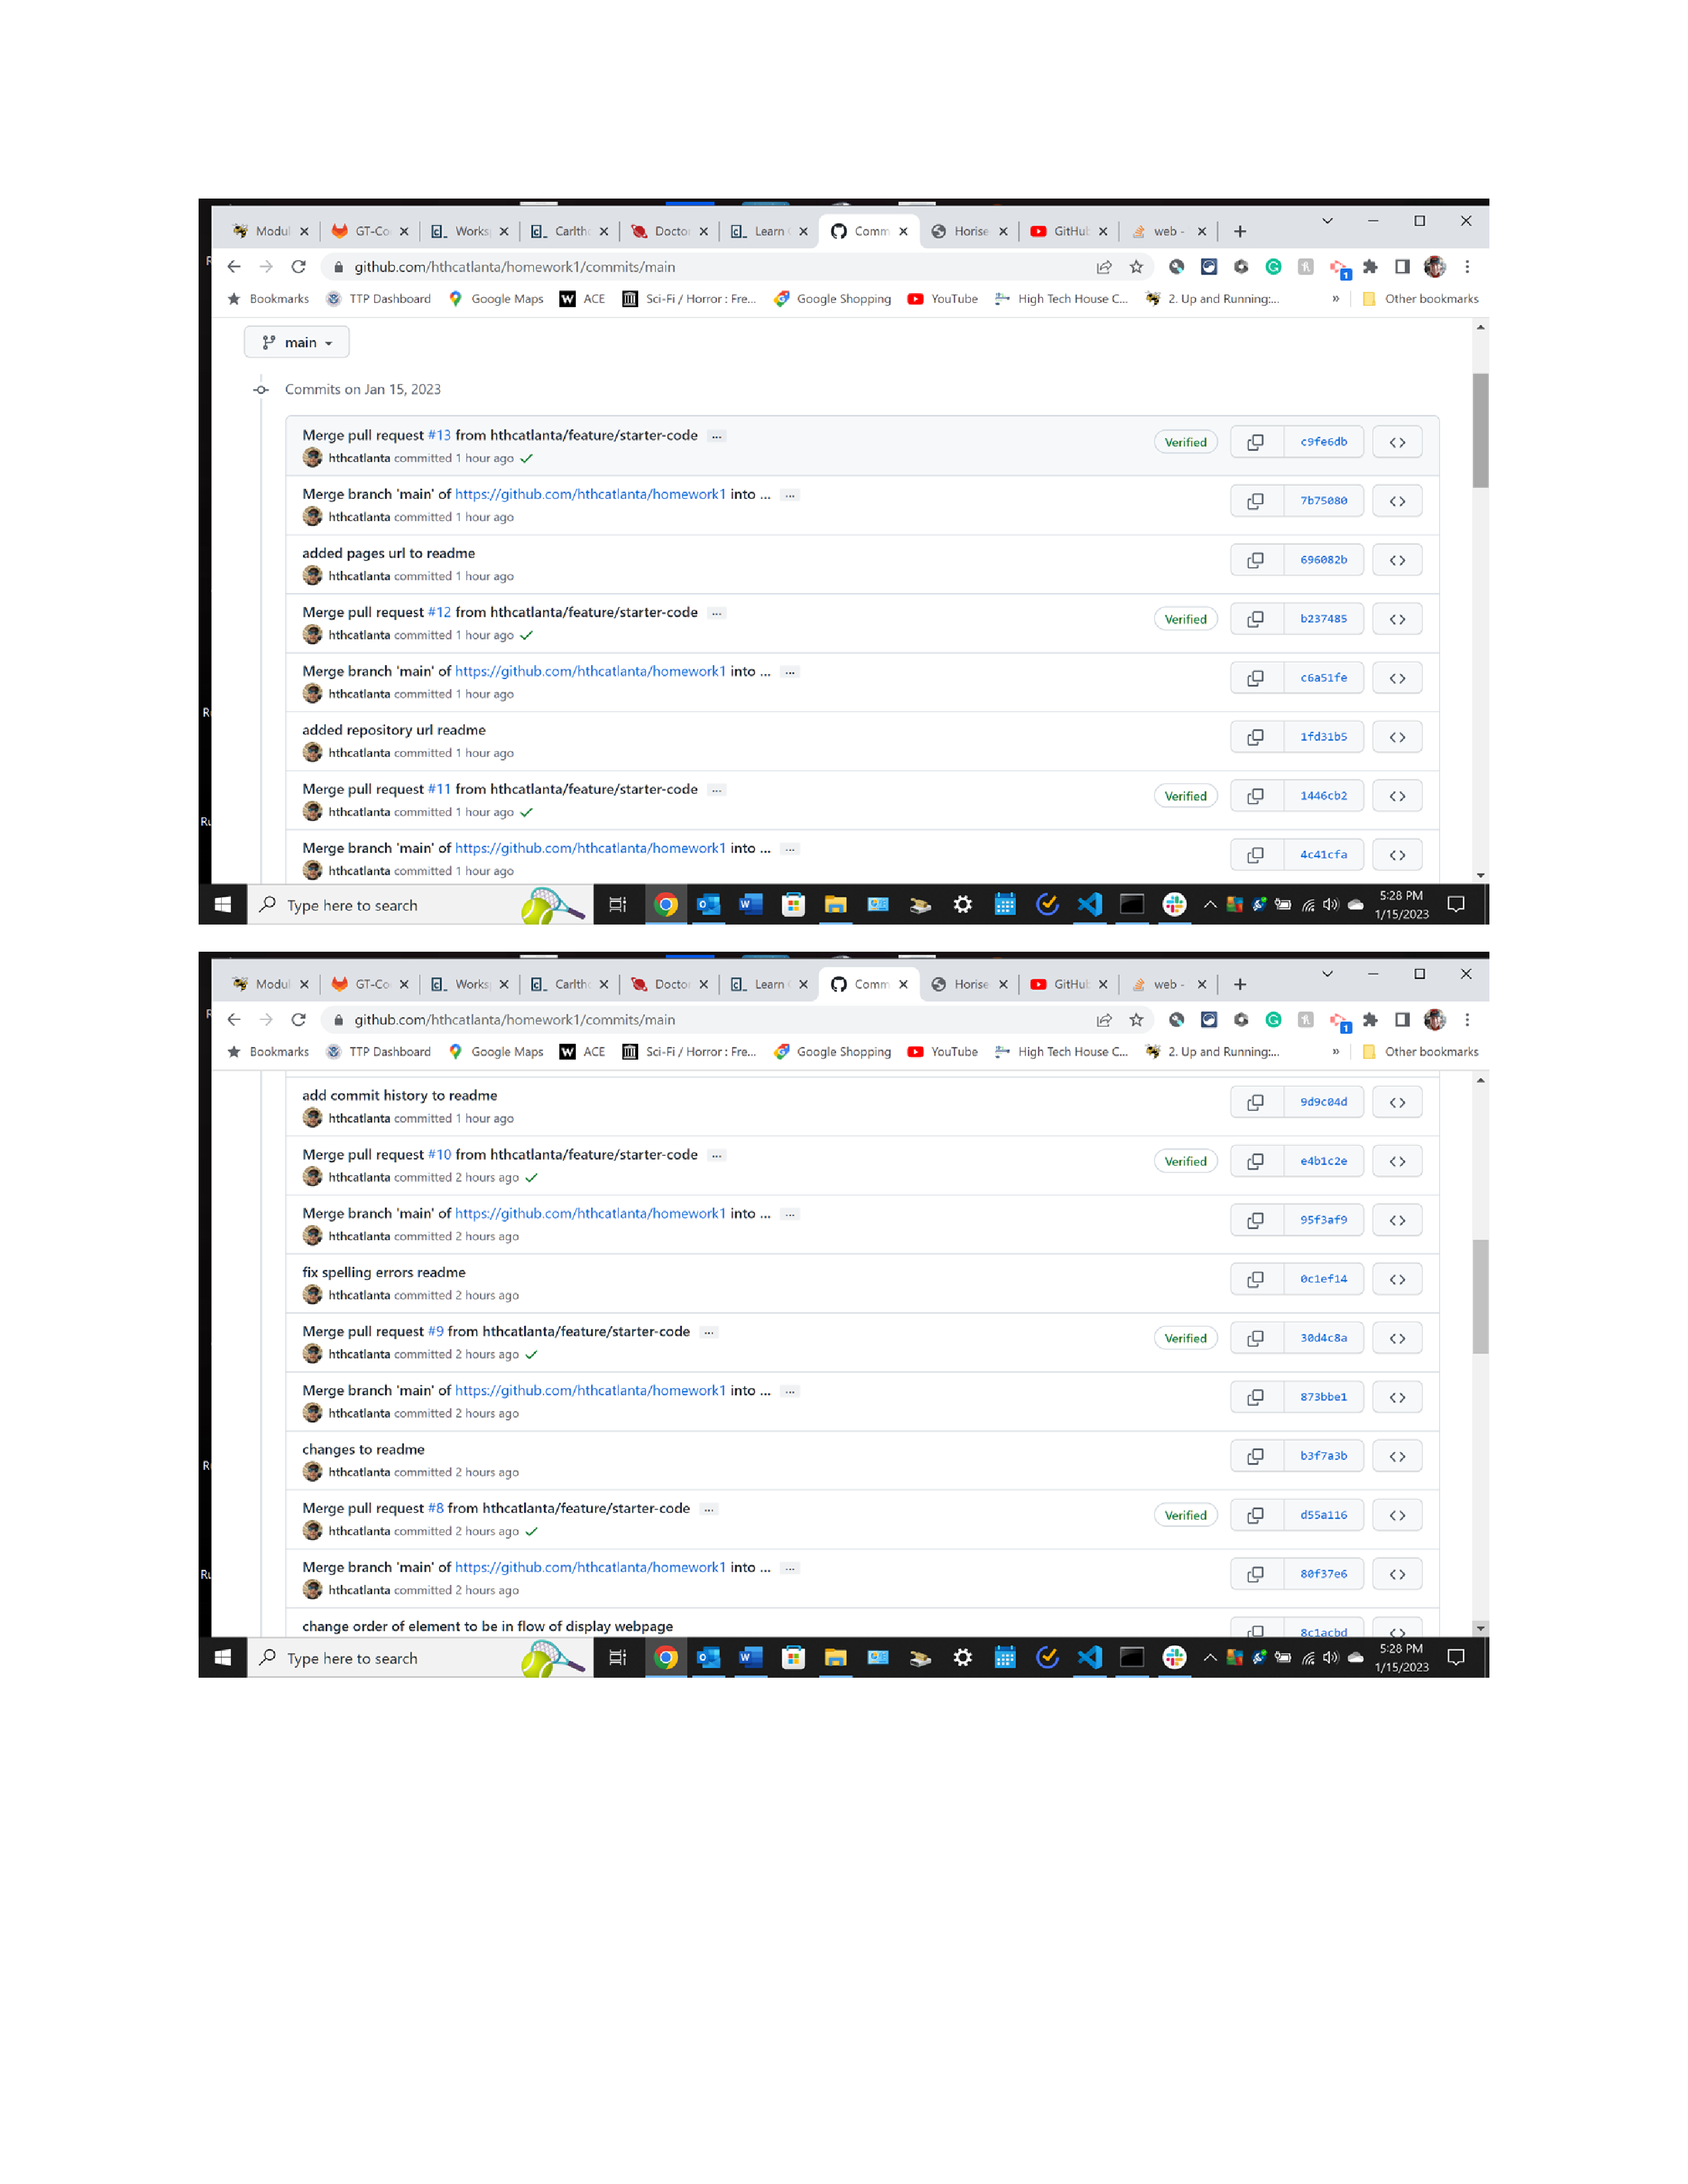 Modul GT-Co Works Carlth Doctor Learn Comm Horise GitHub web -
github.com/hthcatlanta/homework1/commits/main
1
Bookmarks TTP Dashboard Google Maps W ACE Sci-Fi / Horror : Fre... Google Shopping YouTube High Tech House C... 2. Up and Running:... » Other bookmarks
main
Commits on Jan 15, 2023
Merge pull request #13 from hthcatlanta/feature/starter-code ...
Verified c9fe6db <>
hthcatlanta committed 1 hour ago ✓
Merge branch 'main' of https://github.com/hthcatlanta/homework1 into ... ...
7b75080 <>
hthcatlanta committed 1 hour ago
added pages url to readme
696082b <>
hthcatlanta committed 1 hour ago
Merge pull request #12 from hthcatlanta/feature/starter-code ...
Verified b237485 <>
hthcatlanta committed 1 hour ago ✓
Merge branch 'main' of https://github.com/hthcatlanta/homework1 into ... ...
c6a51fe <>
hthcatlanta committed 1 hour ago
added repository url readme
1fd31b5 <>
hthcatlanta committed 1 hour ago
Merge pull request #11 from hthcatlanta/feature/starter-code ...
Verified 1446cb2 <>
hthcatlanta committed 1 hour ago ✓
Merge branch 'main' of https://github.com/hthcatlanta/homework1 into ... ...
4c41cfa <>
hthcatlanta committed 1 hour ago
Type here to search
5:28 PM
1/15/2023
Modul GT-Co Works Carlth Doctor Learn Comm Horise GitHub web -
github.com/hthcatlanta/homework1/commits/main
1
Bookmarks TTP Dashboard Google Maps W ACE Sci-Fi / Horror : Fre... Google Shopping YouTube High Tech House C... 2. Up and Running:... » Other bookmarks
add commit history to readme
9d9c04d <>
hthcatlanta committed 1 hour ago
Merge pull request #10 from hthcatlanta/feature/starter-code ...
Verified e4b1c2e <>
hthcatlanta committed 2 hours ago ✓
Merge branch 'main' of https://github.com/hthcatlanta/homework1 into ... ...
95f3af9 <>
hthcatlanta committed 2 hours ago
fix spelling errors readme
0c1ef14 <>
hthcatlanta committed 2 hours ago
Merge pull request #9 from hthcatlanta/feature/starter-code ...
Verified 30d4c8a <>
hthcatlanta committed 2 hours ago ✓
Merge branch 'main' of https://github.com/hthcatlanta/homework1 into ... ...
873bbe1 <>
hthcatlanta committed 2 hours ago
changes to readme
b3f7a3b <>
hthcatlanta committed 2 hours ago
Merge pull request #8 from hthcatlanta/feature/starter-code ...
Verified d55a116 <>
hthcatlanta committed 2 hours ago ✓
Merge branch 'main' of https://github.com/hthcatlanta/homework1 into ... ...
80f37e6 <>
hthcatlanta committed 2 hours ago
change order of element to be in flow of display webpage
8c1acbd <>
Type here to search
5:28 PM
1/15/2023